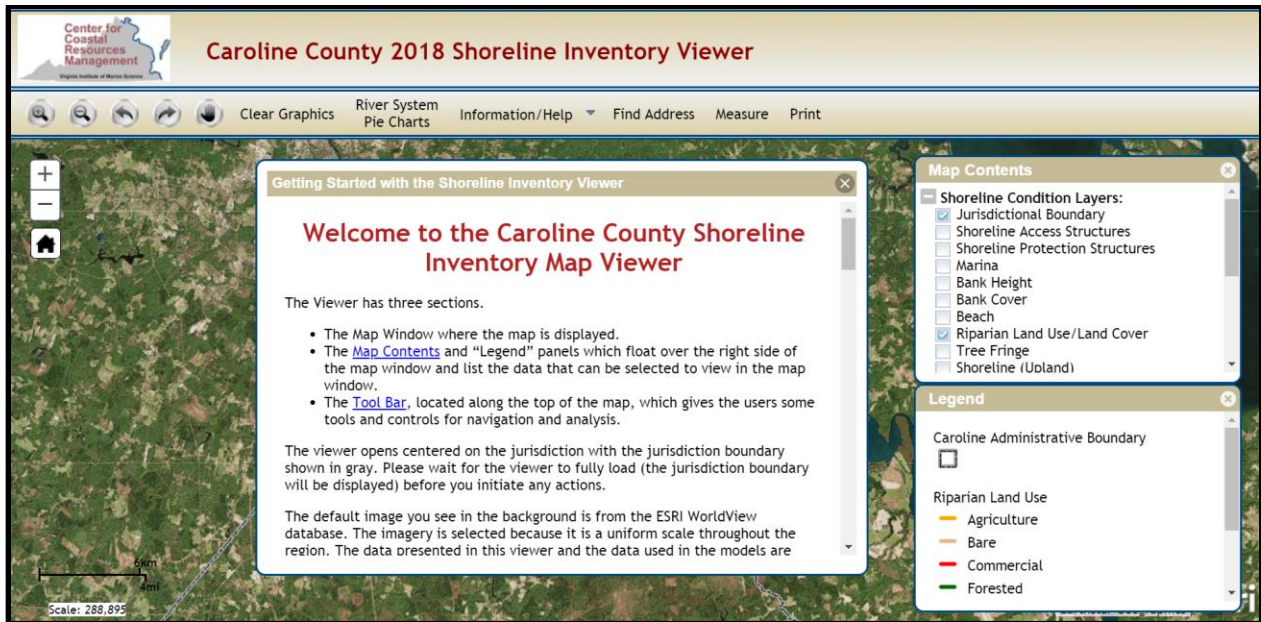 Center for
Coastal
Resources
Management
Virginia Institute of Marine Science
Caroline County 2018 Shoreline Inventory Viewer
Clear Graphics
River System
Pie Charts
Information/Help
Find Address
Measure
Print
+
−
Getting Started with the Shoreline Inventory Viewer
Welcome to the Caroline County Shoreline
Inventory Map Viewer
The Viewer has three sections.
• The Map Window where the map is displayed.
• The Map Contents and “Legend” panels which float over the right side of
the map window and list the data that can be selected to view in the map
window.
• The Tool Bar, located along the top of the map, which gives the users some
tools and controls for navigation and analysis.
The viewer opens centered on the jurisdiction with the jurisdiction boundary
shown in gray. Please wait for the viewer to fully load (the jurisdiction boundary
will be displayed) before you initiate any actions.
The default image you see in the background is from the ESRI WorldView
database. The imagery is selected because it is a uniform scale throughout the
region. The data presented in this viewer and the data used in the models are
Map Contents
Shoreline Condition Layers:
Jurisdictional Boundary
Shoreline Access Structures
Shoreline Protection Structures
Marina
Bank Height
Bank Cover
Beach
Riparian Land Use/Land Cover
Tree Fringe
Shoreline (Upland)
Legend
Caroline Administrative Boundary
Riparian Land Use
Agriculture
Bare
Commercial
Forested
6km
4mi
Scale: 288,895